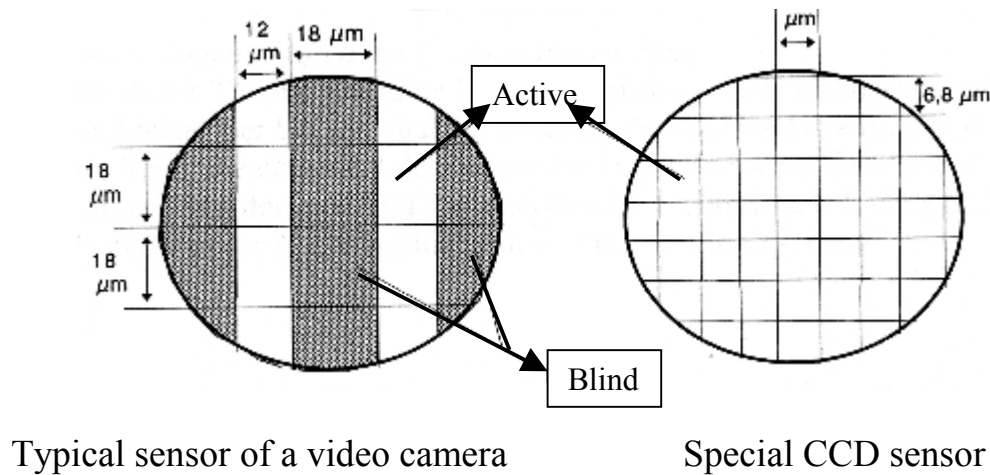 12
µm
18 µm
µm
Active
6,8 µm
18
µm
18
µm
Blind
Typical sensor of a video camera
Special CCD sensor